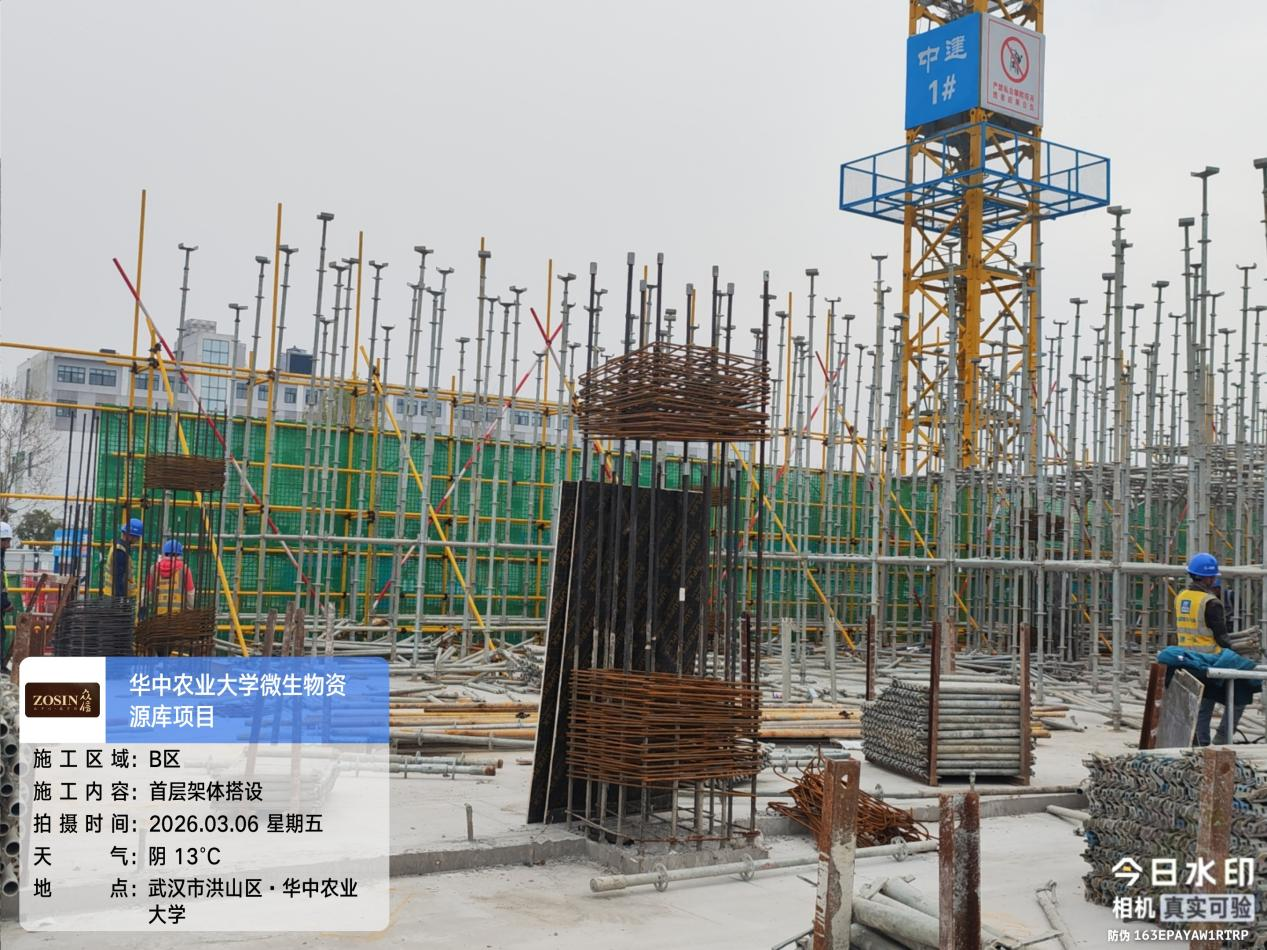 中建
1#
ZOSIN 众信
华中农业大学微生物资
源库项目
施工区域：B区
施工内容：首层架体搭设
拍摄时间：2026.03.06 星期五
天气：阴 13℃
地点：武汉市洪山区·华中农业
大学
今日水印
相机 真实可验
防伪 163EPAYAW1RTRP